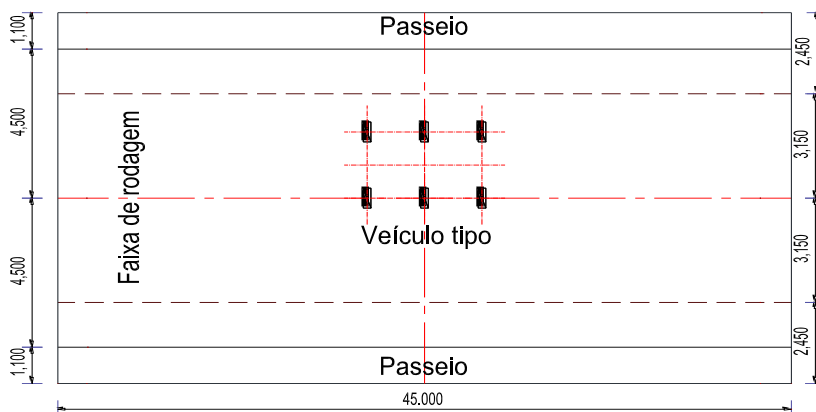 Passeio
1,100
2,450
4,500
3,150
Faixa de rodagem
Veículo tipo
4,500
3,150
1,100
Passeio
2,450
45.000